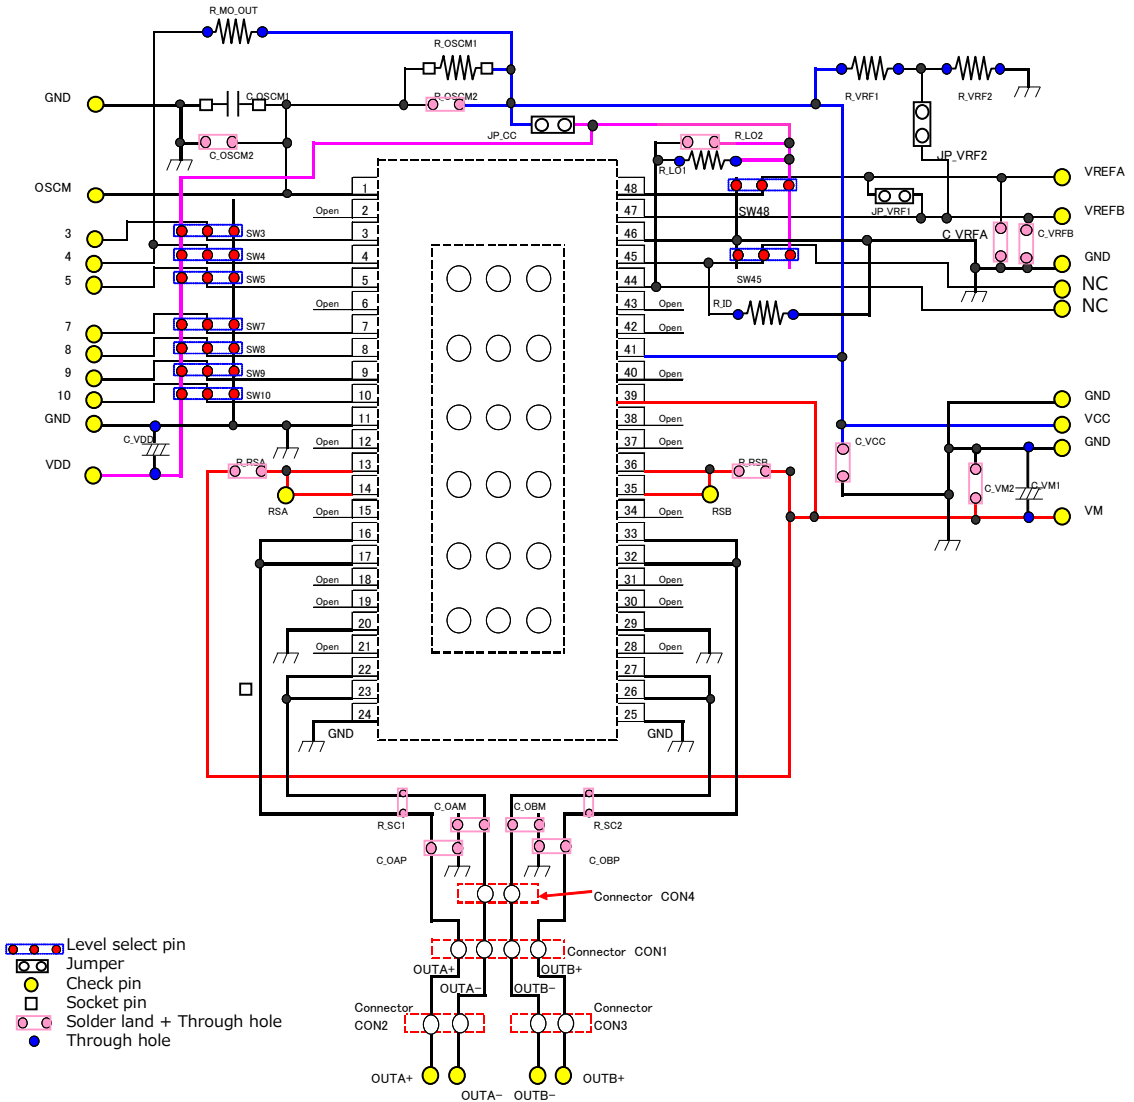 R_MO_OUT
R_OSCM1
GND
C_OSCM1
R_OSCM2
R_VRF1
R_VRF2
JP_CC
R_LO2
C_OSCM2
JP_VRF2
R_LO1
VREFA
OSCM
1
48
Open
2
47
SW48
JP_VRF1
VREFB
3
SW3
3
46
C_VRFA
C_VRFB
4
SW4
4
45
GND
5
SW5
5
44
SW45
NC
Open
6
43
Open
R_ID
NC
7
SW7
7
42
Open
8
SW8
8
41
9
SW9
9
40
Open
10
SW10
10
39
GND
GND
11
38
Open
VCC
C_VDD
Open
12
37
Open
GND
VDD
R_RSA
13
36
R_RSB
C_VCC
14
35
C_VM2
C_VM1
RSA
RSB
Open
15
34
Open
VM
16
33
17
32
Open
18
31
Open
Open
19
30
Open
20
29
Open
21
28
Open
22
27
23
26
24
25
GND
GND
C_OAM
C_OBM
R_SC1
R_SC2
C_OAP
C_OBP
Connector CON4
Level select pin
Connector CON1
Jumper
OUTA+
OUTB+
Check pin
OUTA-
OUTB-
Socket pin
Connector
CON2
Connector
CON3
Solder land + Through hole
Through hole
OUTA+
OUTA-
OUTB-
OUTB+